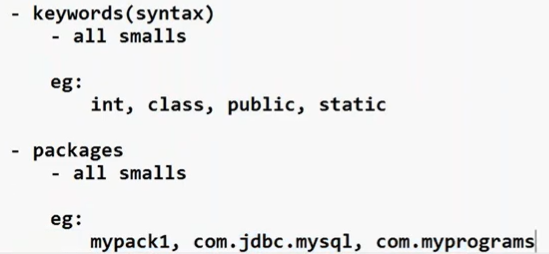 - keywords(syntax)
- all smalls
eg:
int, class, public, static
- packages
- all smalls
eg:
mypack1, com.jdbc.mysql, com.myprograms